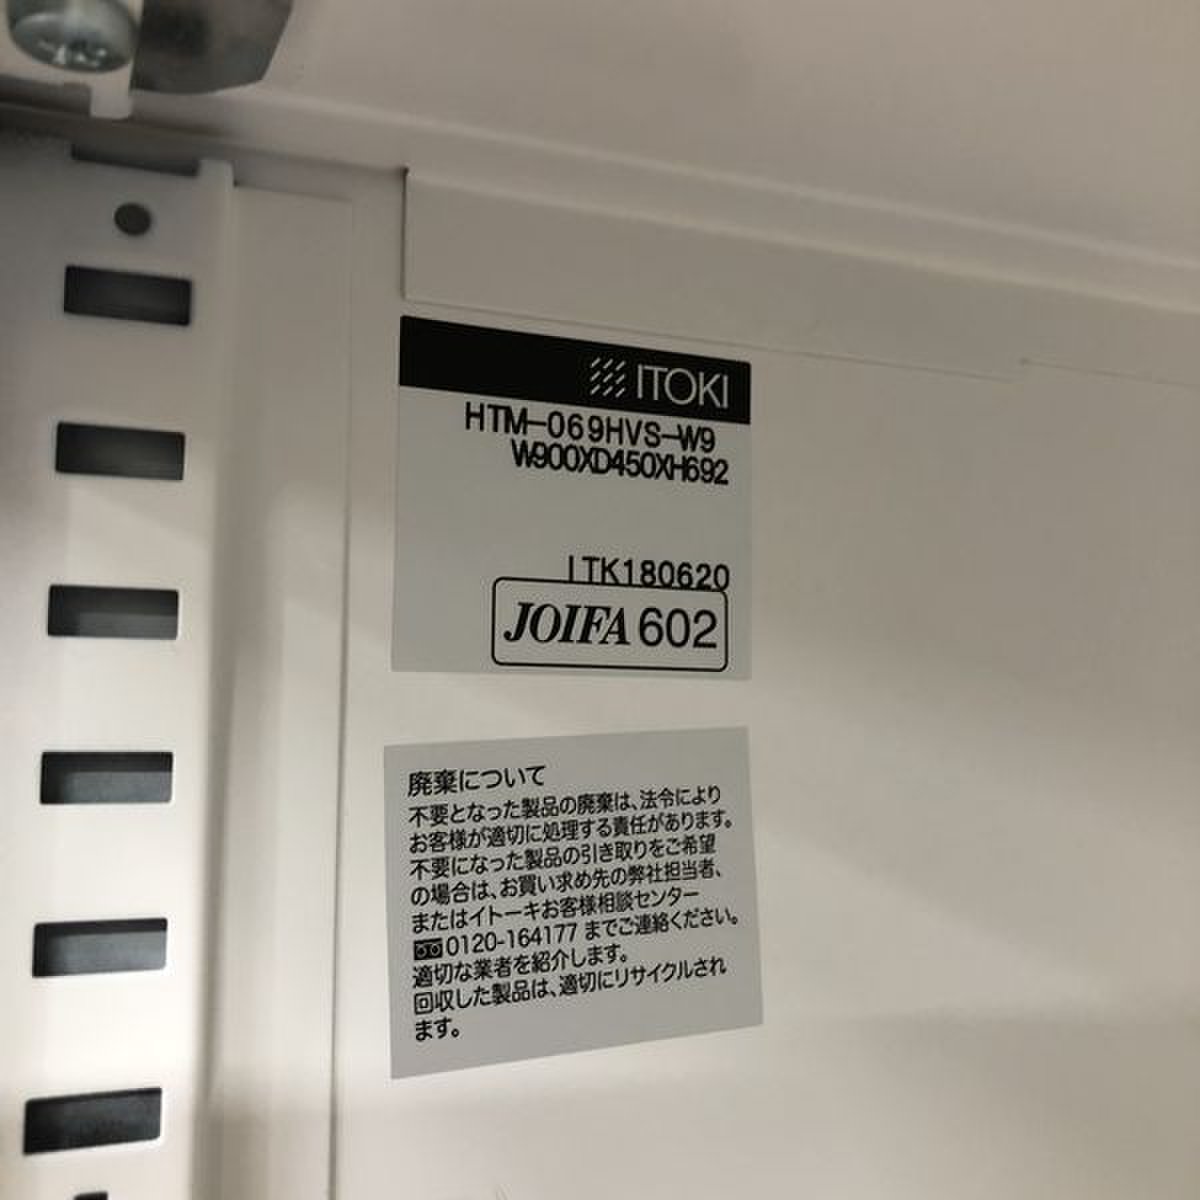 ITOKI
HTM-069HVS-W9
W900XD450XH692
ITK180620
JOIFA 602
廃棄について
不要となった製品の廃棄は、法令により
お客様が適切に処理する責任があります。
不要になった製品の引き取りをご希望
の場合は、お買い求め先の弊社担当者、
またはイトーキお客様相談センター
0120-164177 までご連絡ください。
適切な業者を紹介します。
回収した製品は、適切にリサイクルされ
ます。